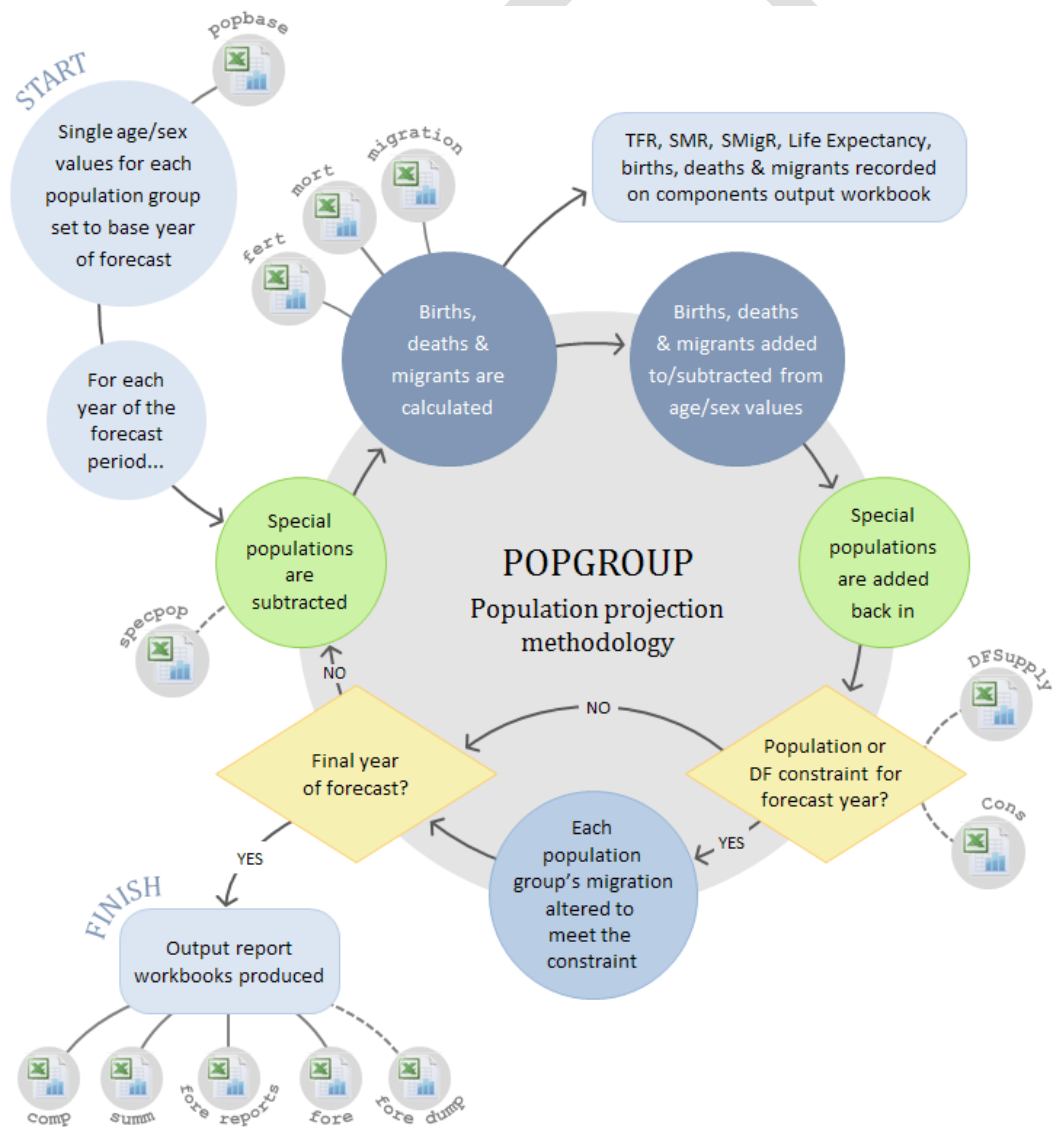 START
popbase
Single age/sex
values for each
population group
set to base year
of forecast
For each
year of the
forecast
period...
fert
mort
migration
Births,
deaths &
migrants are
calculated
TFR, SMR, SMigR, Life Expectancy,
births, deaths & migrants recorded
on components output workbook
Births, deaths
& migrants added
to/subtracted from
age/sex values
Special
populations
are
subtracted
specpop
Special
populations
are added
back in
POPGROUP
Population projection
methodology
DFSupply
Cons
Population or
DF constraint for
forecast year?
NO
YES
Each
population
group's migration
altered to
meet the
constraint
Final year
of forecast?
NO
YES
FINISH
Output report
workbooks produced
comp
summ
fore reports
fore
fore dump